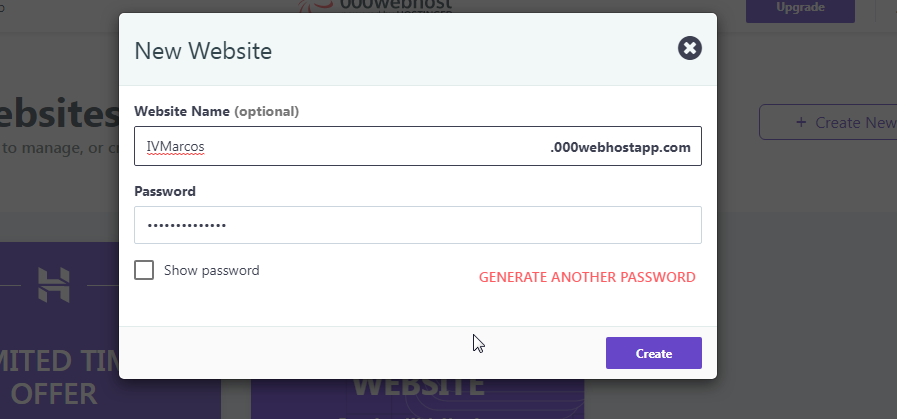 000webhost
Upgrade
New Website
Website Name (optional)
IVMarcos .000webhostapp.com
ebsites
+ Create New
to manage, or cr
Password
••••••••••••••
Show password
GENERATE ANOTHER PASSWORD
Create
MITED TIM
OFFER
WEBSITE